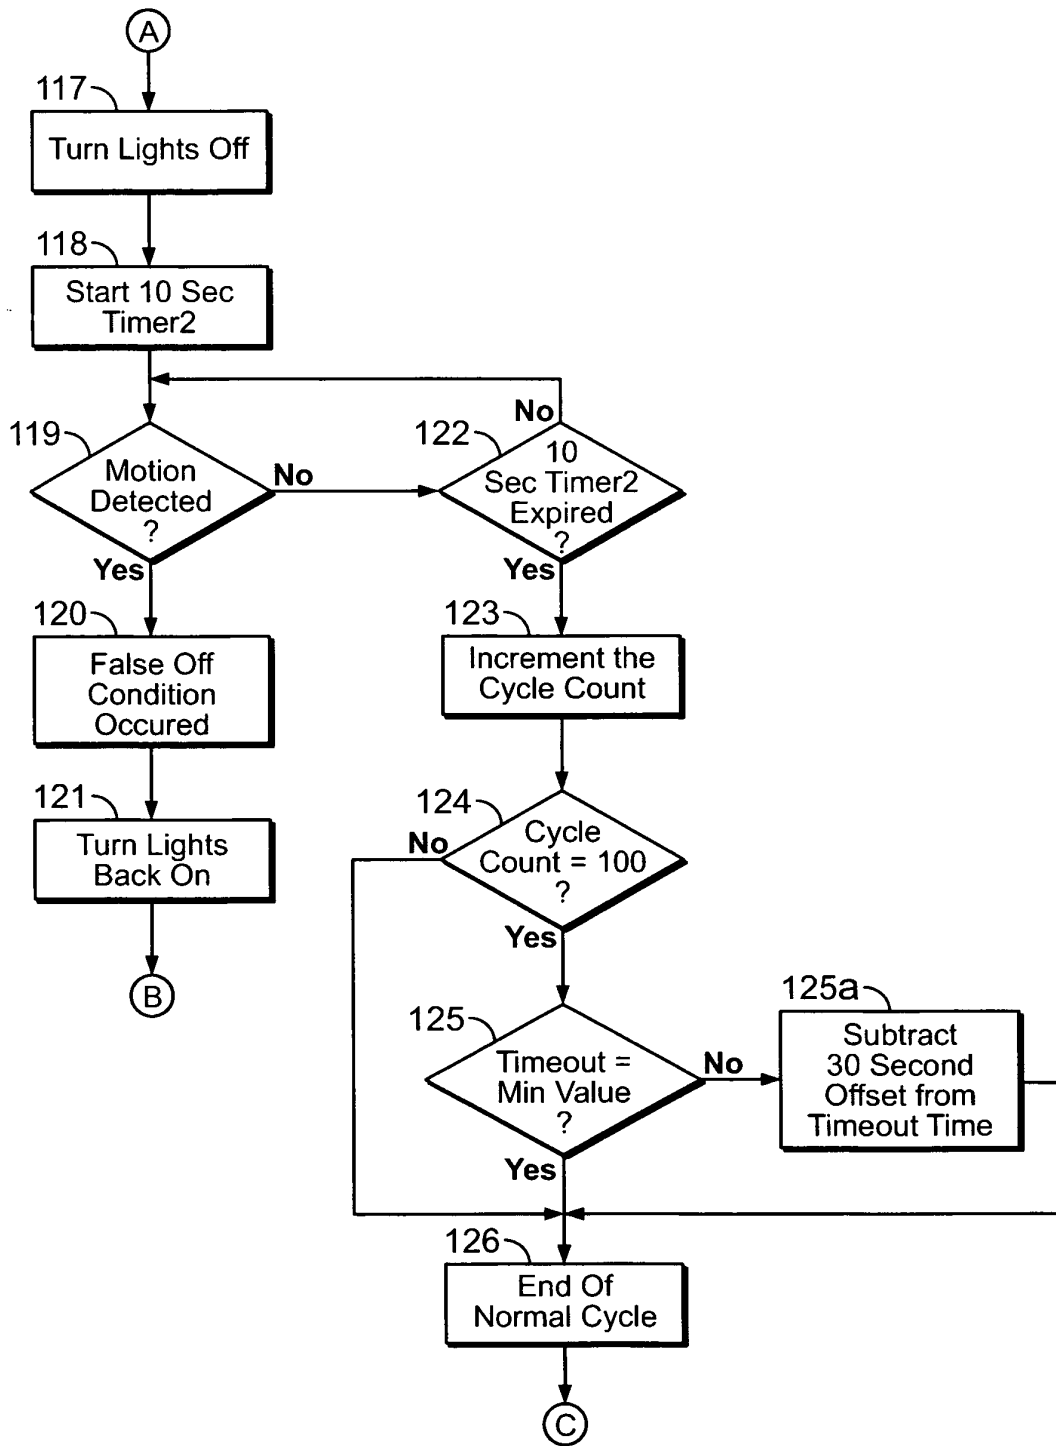 A
117
Turn Lights Off
118
Start 10 Sec
Timer2
119
Motion
Detected
?
No
Yes
122
No
10
Sec Timer2
Expired
?
Yes
120
False Off
Condition
Occured
121
Turn Lights
Back On
B
123
Increment the
Cycle Count
124
No
Cycle
Count = 100
?
Yes
125
Timeout =
Min Value
?
No
Yes
125a
Subtract
30 Second
Offset from
Timeout Time
126
End Of
Normal Cycle
C